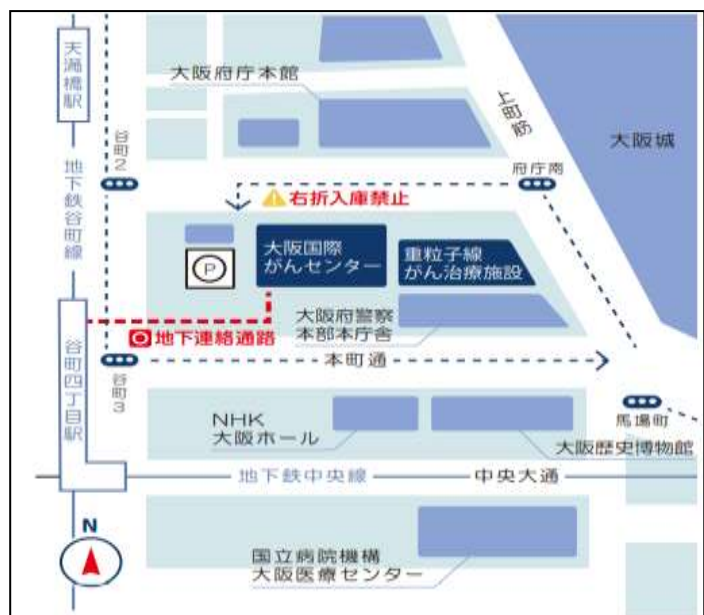 天満橋駅
大阪府庁本館
上町筋
大阪城
谷町2
府庁南
地下鉄谷町線
右折入庫禁止
大阪国際
がんセンター
重粒子線
がん治療施設
P
大阪府警察
本部本庁舎
地下連絡通路
本町通
谷町四丁目駅
谷町3
NHK
大阪ホール
馬場町
大阪歴史博物館
地下鉄中央線
中央大通
N
国立病院機構
大阪医療センター